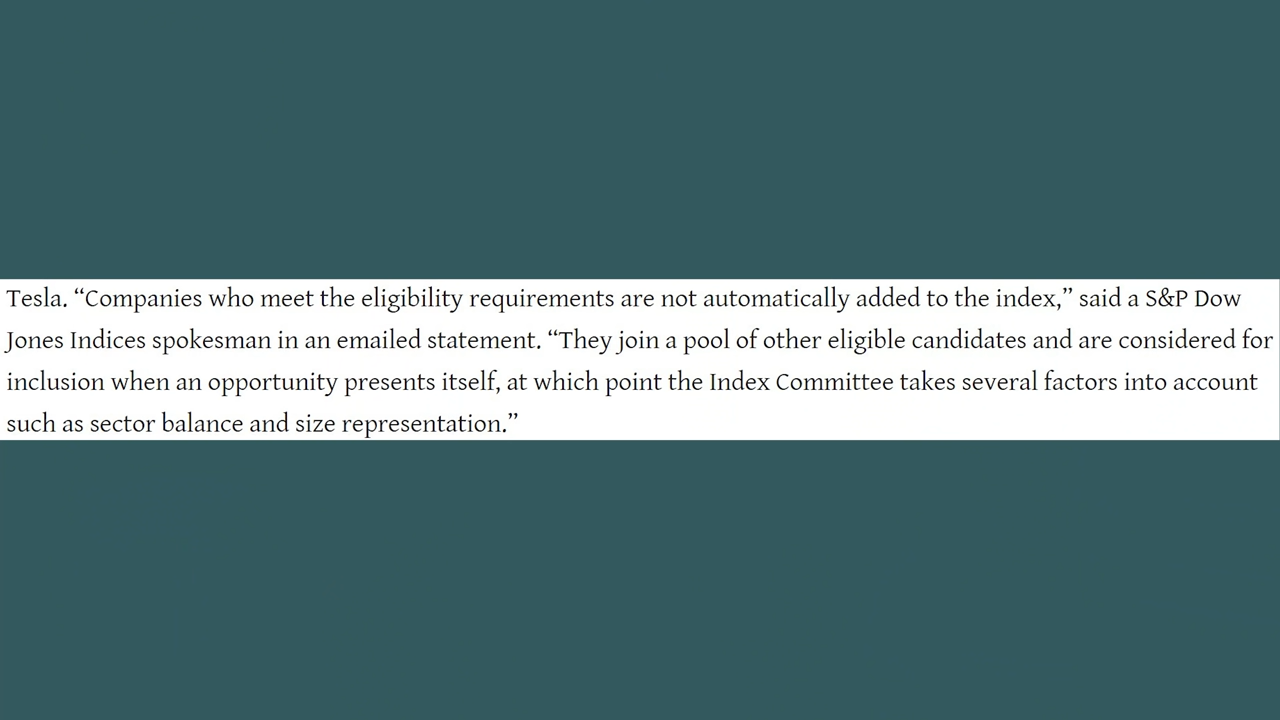 Tesla. “Companies who meet the eligibility requirements are not automatically added to the index,” said a S&P Dow
Jones Indices spokesman in an emailed statement. “They join a pool of other eligible candidates and are considered for
inclusion when an opportunity presents itself, at which point the Index Committee takes several factors into account
such as sector balance and size representation.”